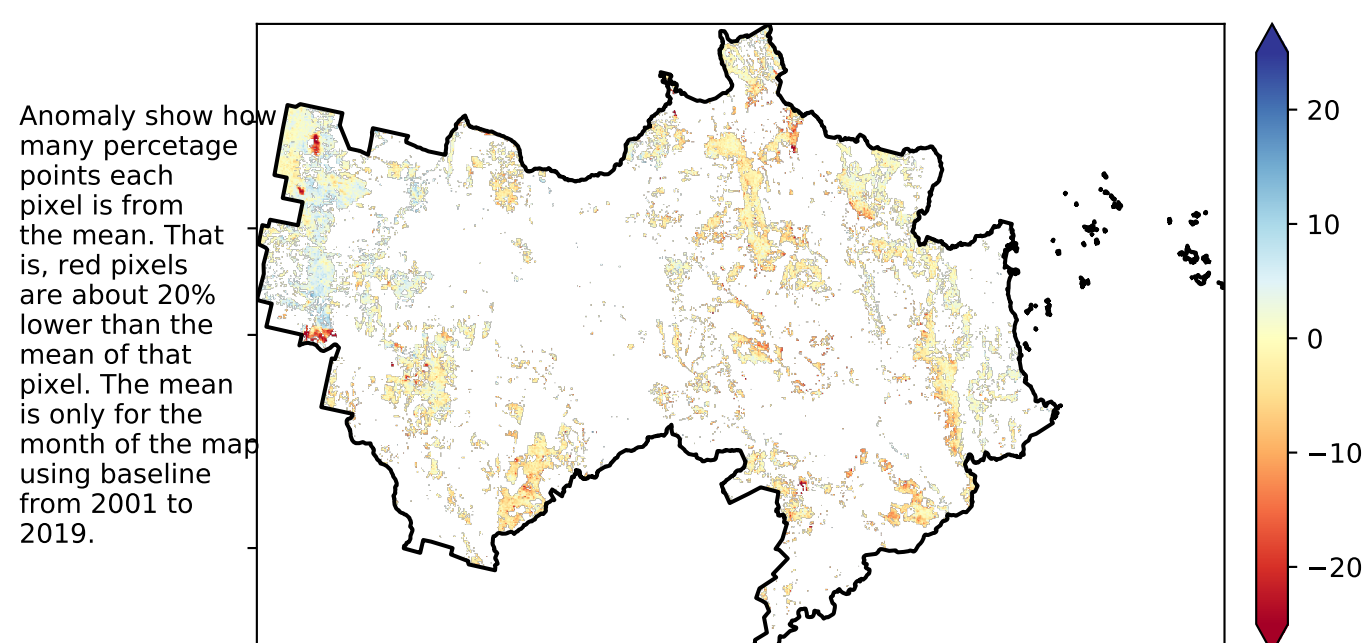 Anomaly show how
many percetage
points each
pixel is from
the mean. That
is, red pixels
are about 20%
lower than the
mean of that
pixel. The mean
is only for the
month of the map
using baseline
from 2001 to
2019.
20
10
0
−10
−20